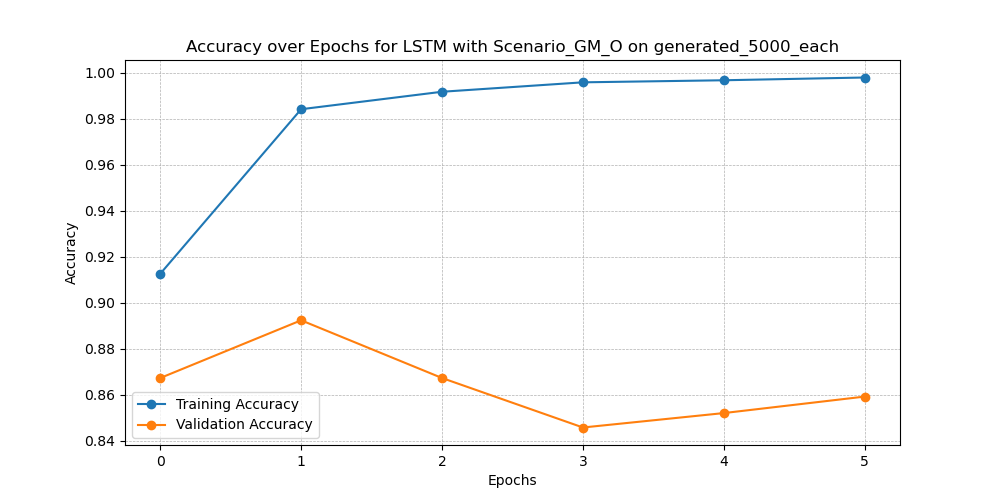 Accuracy over Epochs for LSTM with Scenario_GM_O on generated_5000_each
1.00
0.98
0.96
0.94
0.92
0.90
0.88
0.86
0.84
Accuracy
Training Accuracy
Validation Accuracy
0 1 2 3 4 5
Epochs